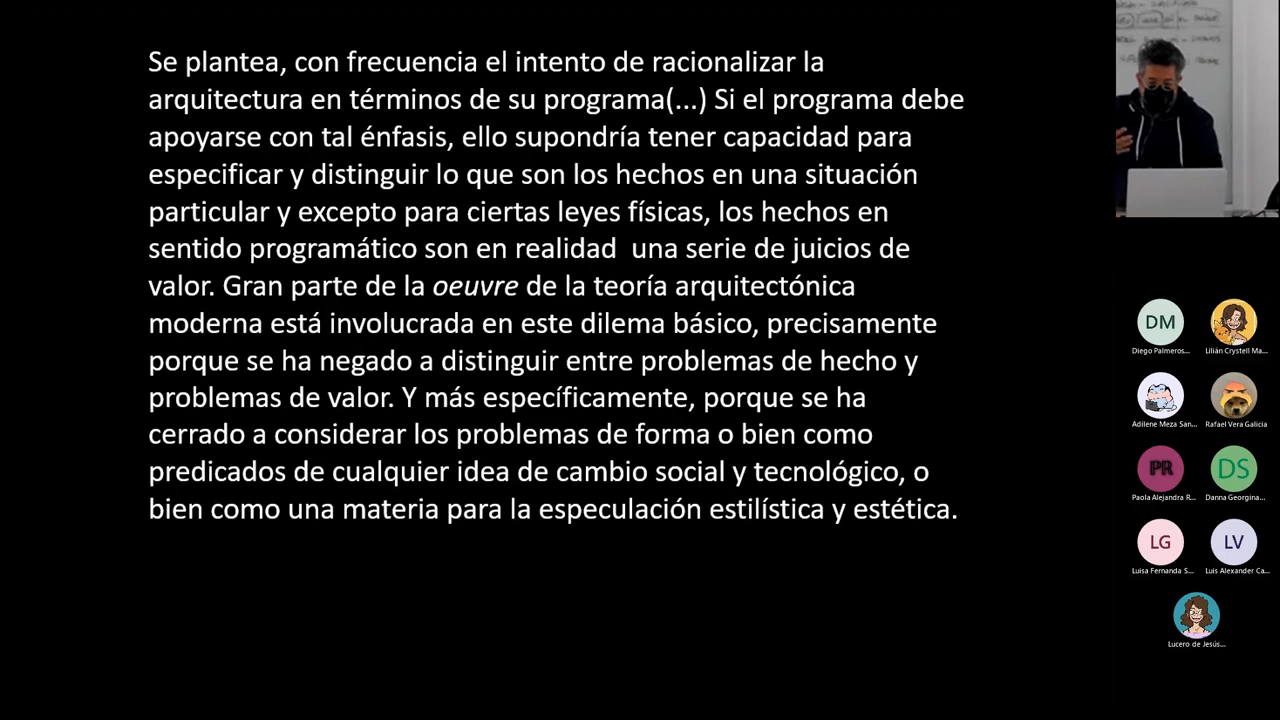 Se plantea, con frecuencia el intento de racionalizar la
arquitectura en términos de su programa(...) Si el programa debe
apoyarse con tal énfasis, ello supondría tener capacidad para
especificar y distinguir lo que son los hechos en una situación
particular y excepto para ciertas leyes físicas, los hechos en
sentido programático son en realidad  una serie de juicios de
valor. Gran parte de la oeuvre de la teoría arquitectónica
moderna está involucrada en este dilema básico, precisamente
porque se ha negado a distinguir entre problemas de hecho y
problemas de valor. Y más específicamente, porque se ha
cerrado a considerar los problemas de forma o bien como
predicados de cualquier idea de cambio social y tecnológico, o
bien como una materia para la especulación estilística y estética.
DM
Diego Palmeros...
Lilián Crystell Ma...
Adilene Meza San...
Rafael Vera Galicia
PR
Paola Alejandra R...
DS
Danna Georgina...
LG
Luisa Fernanda S...
LV
Luis Alexander Ca...
Lucero de Jesús...